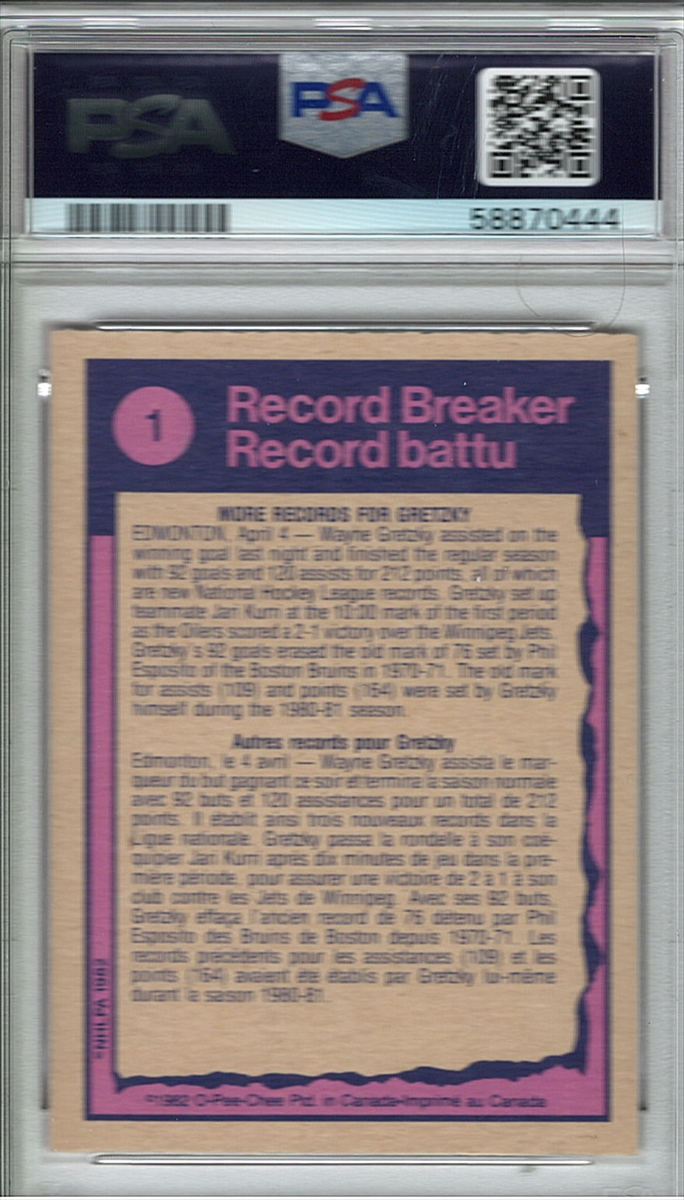 PSA
PSA
58870444
1
Record Breaker
Record battu
MORE RECORDS FOR GRETZKY
EDMONTON, April 4 — Wayne Gretzky assisted on the
winning goal last night and finished the regular season
with 92 goals and 120 assists for 212 points, all of which
are new National Hockey League records. Gretzky set up
teammate Jari Kurri at the 10:00 mark of the first period
as the Oilers scored a 2-1 victory over the Winnipeg Jets.
Gretzky's 92 goals erased the old mark of 76 set by Phil
Esposito of the Boston Bruins in 1970-71. The old mark
for assists (109) and points (164) were set by Gretzky
himself during the 1980-81 season.
Autres records pour Gretzky
Edmonton, le 4 avril — Wayne Gretzky assista le mar-
queur du but gagnant ce soir et termina la saison normale
avec 92 buts et 120 assistances pour un total de 212
points. Il établit ansi trois nouveaux records dans la
Ligue nationale. Gretzky passa la rondelle à son coé-
quipier Jari Kurri après dix minutes de jeu dans la pre-
mière période, pour assurer une victoire de 2 à 1 à son
club contre les Jets de Winnipeg. Avec ses 92 buts,
Gretzky effaça l'ancien record de 76 détenu par Phil
Esposito des Bruins de Boston depuis 1970-71. Les
records précédents pour les assistances (109) et les
points (164) avaient été établis par Gretzky lui-même
durant la saison 1980-81.
©NHLPA 1982
©1982 O-Pee-Chee Ptd. in Canada-Imprimé au Canada